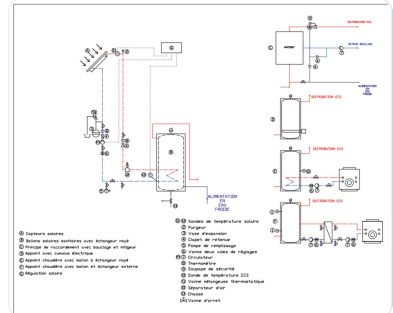 DISTRIBUTION ECS
APPOINT
RETOUR BOUCLAGE
ALIMENTATION
EAU
FROIDE
DISTRIBUTION ECS
DISTRIBUTION ECS
ALIMENTATION
EN
EAU
FROIDE
DISTRIBUTION ECS
Capteurs solaires
Ballons solaires sanitaires avec échangeur noyé
Principe de raccordement avec bouclage et mitigeur
Appoint avec cumulus électrique
Appoint chaudière avec ballon à échangeur noyé
Appoint chaudière avec ballon et échangeur externe
Régulation solaire
Sondes de température solaire
Purgeur
Vase d'expansion
Clapet de retenue
Pompe de remplissage
Vanne deux voies de réglages
Circulateur
Thermomètre
Soupape de sécurité
Sonde de température ECS
Vanne mélangeuse thermostatique
Séparateur d'air
Chasse
Vanne d'arrêt